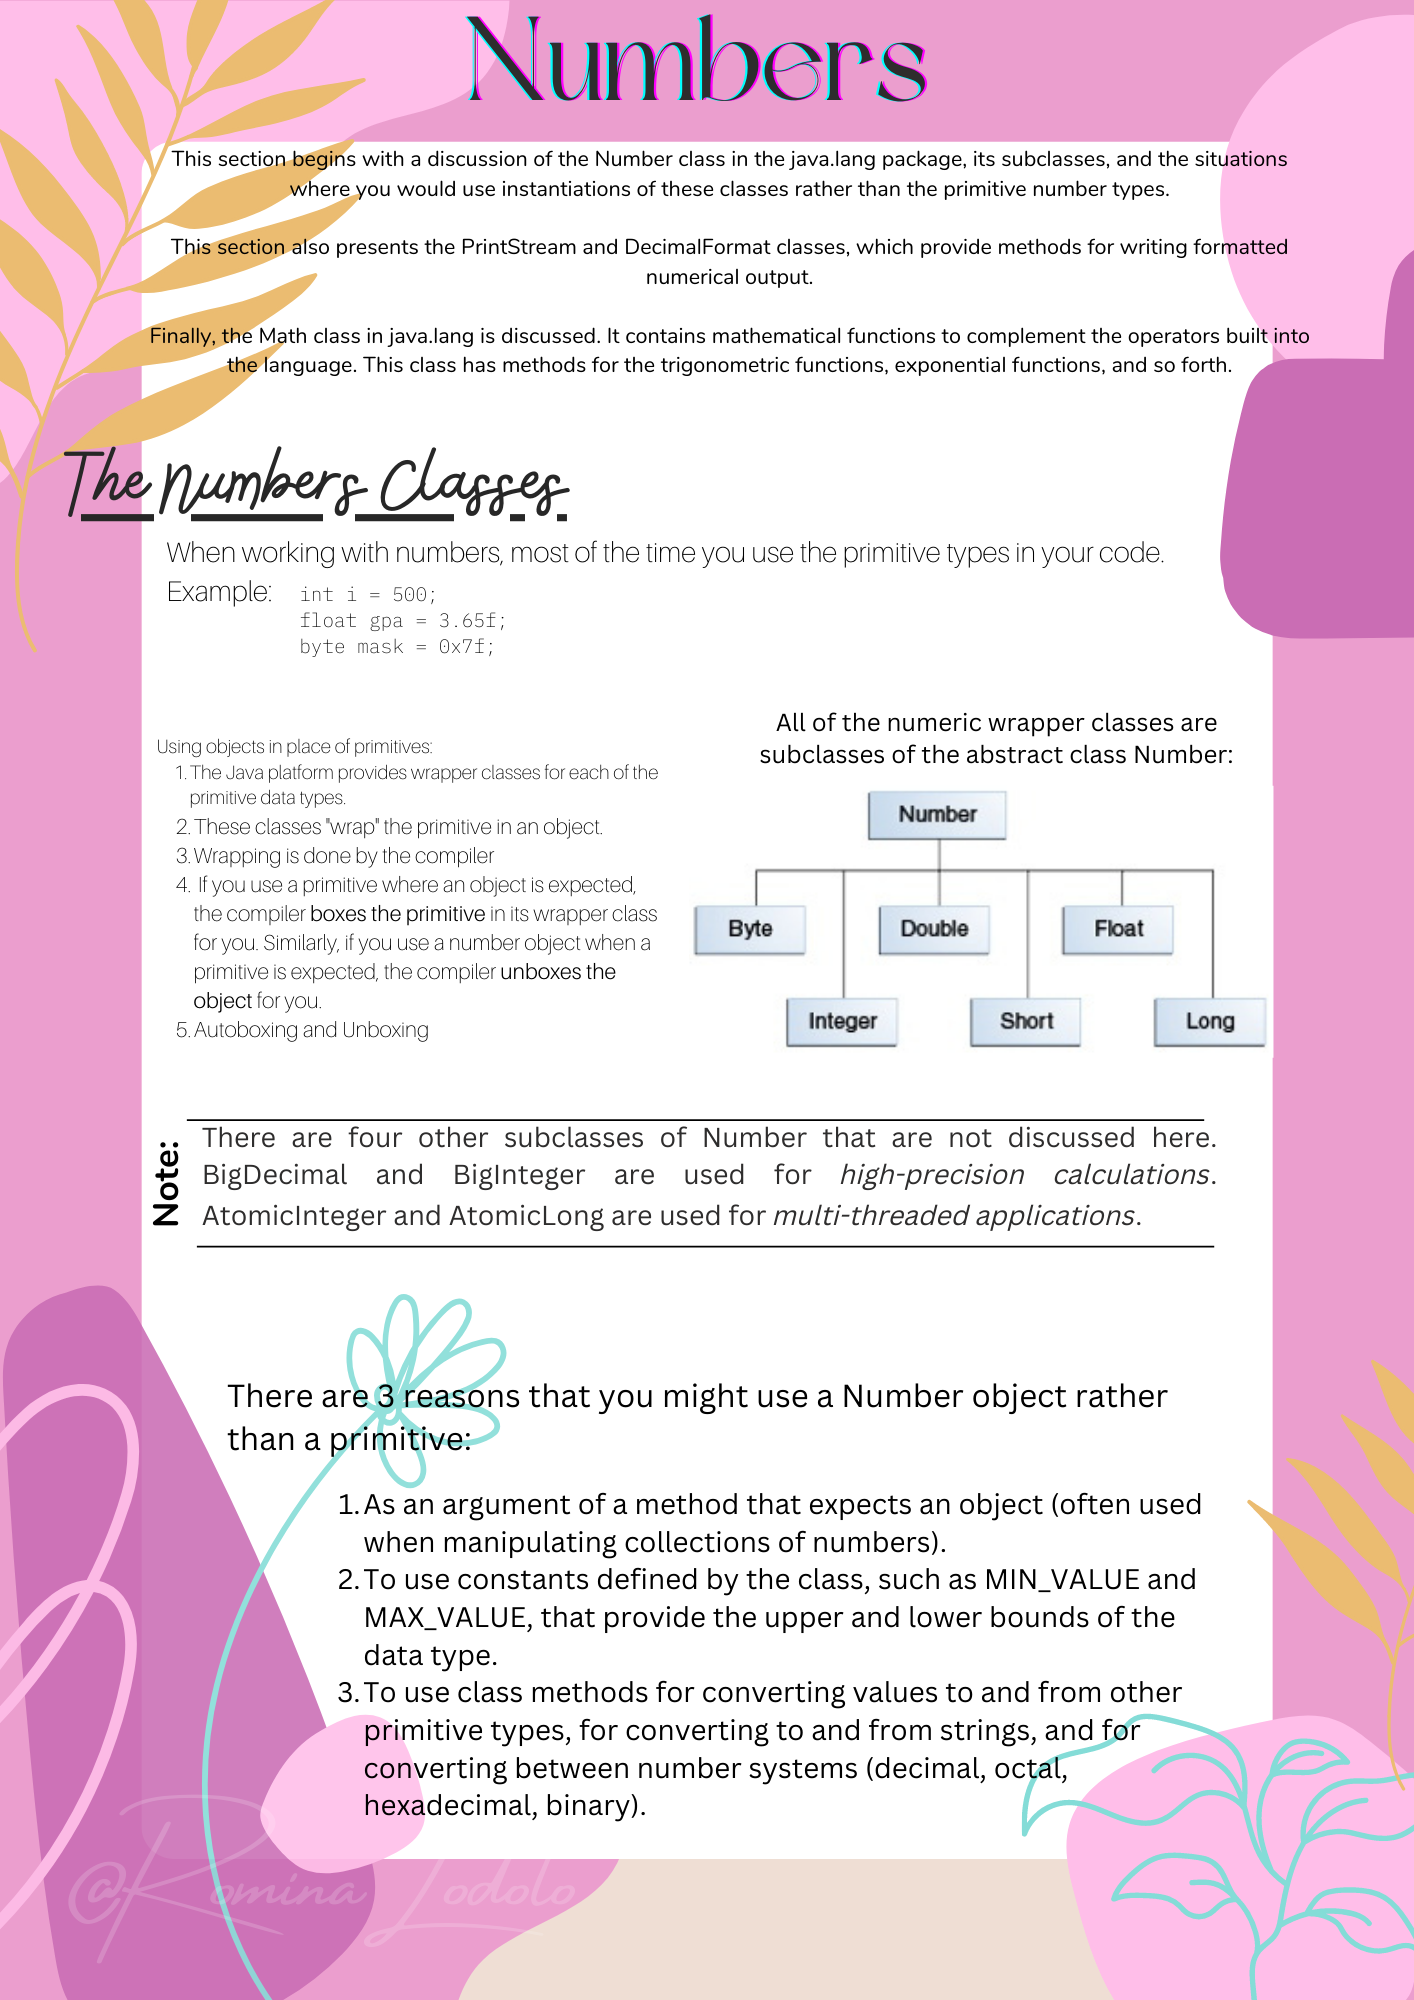 Numbers
This section begins with a discussion of the Number class in the java.lang package, its subclasses, and the situations
where you would use instantiations of these classes rather than the primitive number types.
This section also presents the PrintStream and DecimalFormat classes, which provide methods for writing formatted
numerical output.
Finally, the Math class in java.lang is discussed. It contains mathematical functions to complement the operators built into
the language. This class has methods for the trigonometric functions, exponential functions, and so forth.
The Numbers Classes
When working with numbers, most of the time you use the primitive types in your code.
Example:
int i = 500;
float gpa = 3.65f;
byte mask = 0x7f;
Using objects in place of primitives:
1. The Java platform provides wrapper classes for each of the
primitive data types.
2. These classes "wrap" the primitive in an object.
3. Wrapping is done by the compiler
4. If you use a primitive where an object is expected,
the compiler boxes the primitive in its wrapper class
for you. Similarly, if you use a number object when a
primitive is expected, the compiler unboxes the
object for you.
5. Autoboxing and Unboxing
All of the numeric wrapper classes are
subclasses of the abstract class Number:
Number
Byte
Double
Float
Integer
Short
Long
Note:
There are four other subclasses of Number that are not discussed here.
BigDecimal and BigInteger are used for high-precision calculations.
AtomicInteger and AtomicLong are used for multi-threaded applications.
There are 3 reasons that you might use a Number object rather
than a primitive:
1. As an argument of a method that expects an object (often used
when manipulating collections of numbers).
2. To use constants defined by the class, such as MIN_VALUE and
MAX_VALUE, that provide the upper and lower bounds of the
data type.
3. To use class methods for converting values to and from other
primitive types, for converting to and from strings, and for
converting between number systems (decimal, octal,
hexadecimal, binary).
@Romina Lodolo